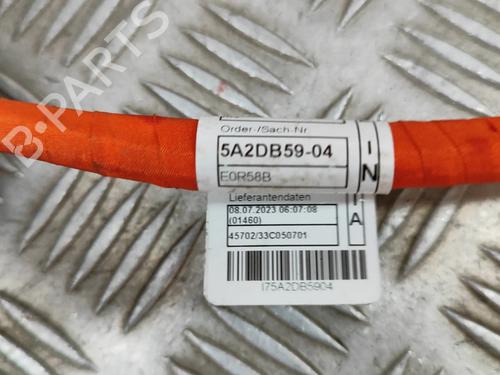 B-PARTS
Order-/Sach-Nr
5A2DB59-04
E0R58B
IN
Lieferantendaten
08.07.2023 06:07:08
(01460)
45702/33C050701
IA
I75A2DB5904